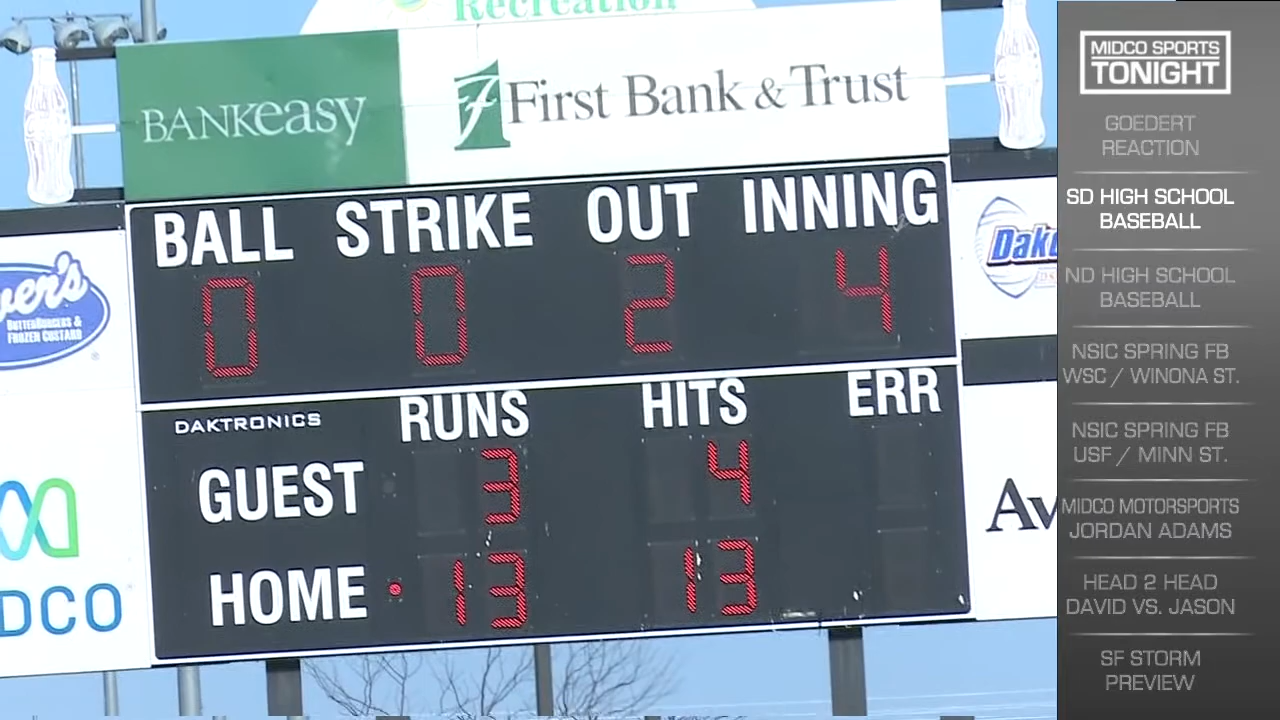 Recreation
BANKeasy
First Bank & Trust
BALL STRIKE OUT INNING
0 0 2 4
DAKTRONICS
RUNS HITS ERR
GUEST 3 4
HOME 13 13
BUTTERBURGERS &
FROZEN CUSTARD
MIDCO SPORTS
TONIGHT
GOEDERT
REACTION
SD HIGH SCHOOL
BASEBALL
ND HIGH SCHOOL
BASEBALL
NSIC SPRING FB
WSC / WINONA ST.
NSIC SPRING FB
USF / MINN ST.
MIDCO MOTORSPORTS
JORDAN ADAMS
HEAD 2 HEAD
DAVID VS. JASON
SF STORM
PREVIEW